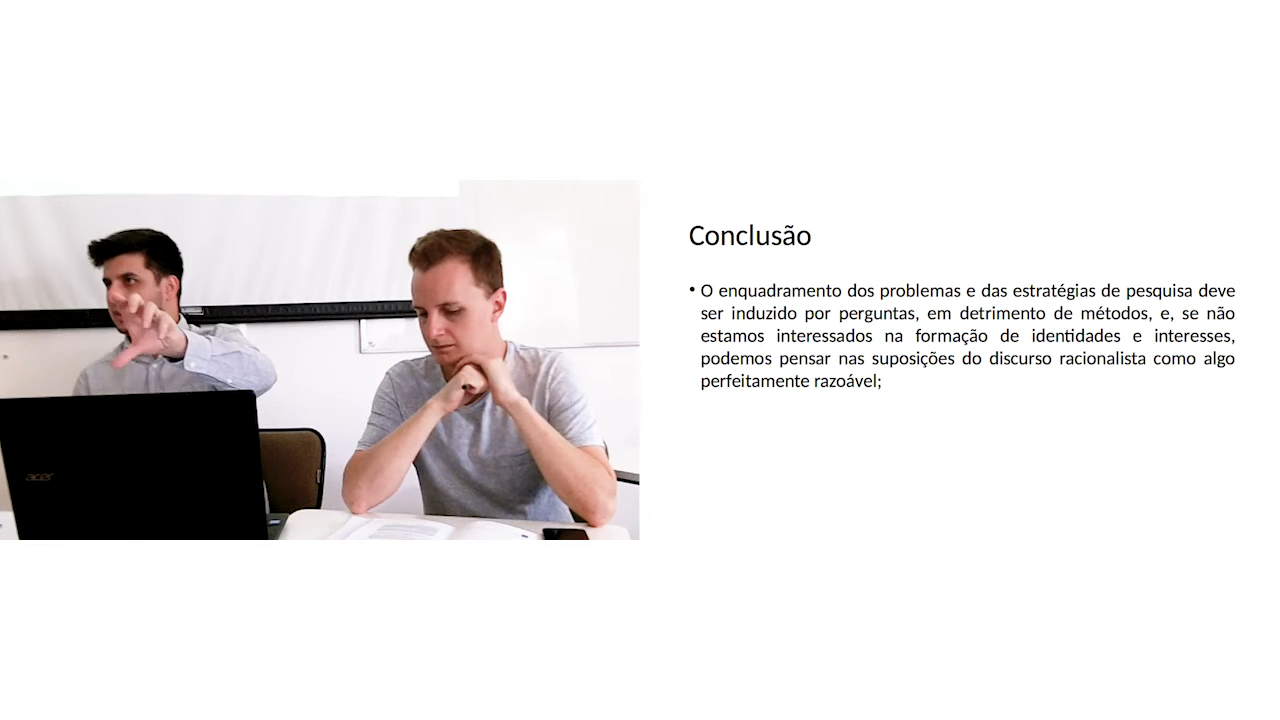 Conclusão
• O enquadramento dos problemas e das estratégias de pesquisa deve
ser induzido por perguntas, em detrimento de métodos, e, se não
estamos interessados na formação de identidades e interesses,
podemos pensar nas suposições do discurso racionalista como algo
perfeitamente razoável;
acer